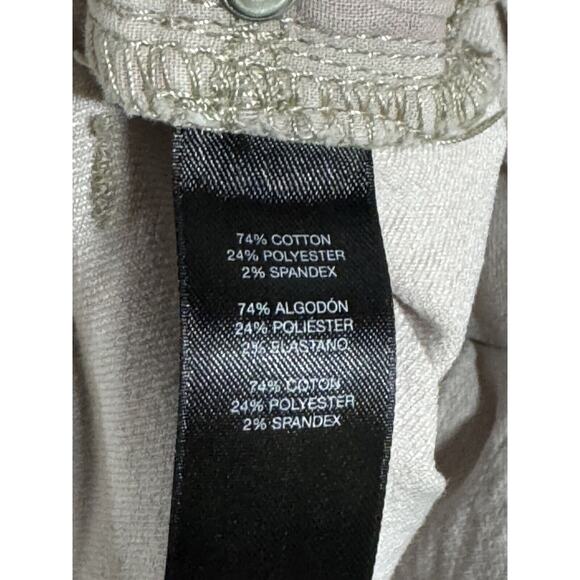 74% COTTON
24% POLYESTER
2% SPANDEX
74% ALGODÓN
24% POLIÉSTER
2% ELASTANO
74% COTON
24% POLYESTER
2% SPANDEX